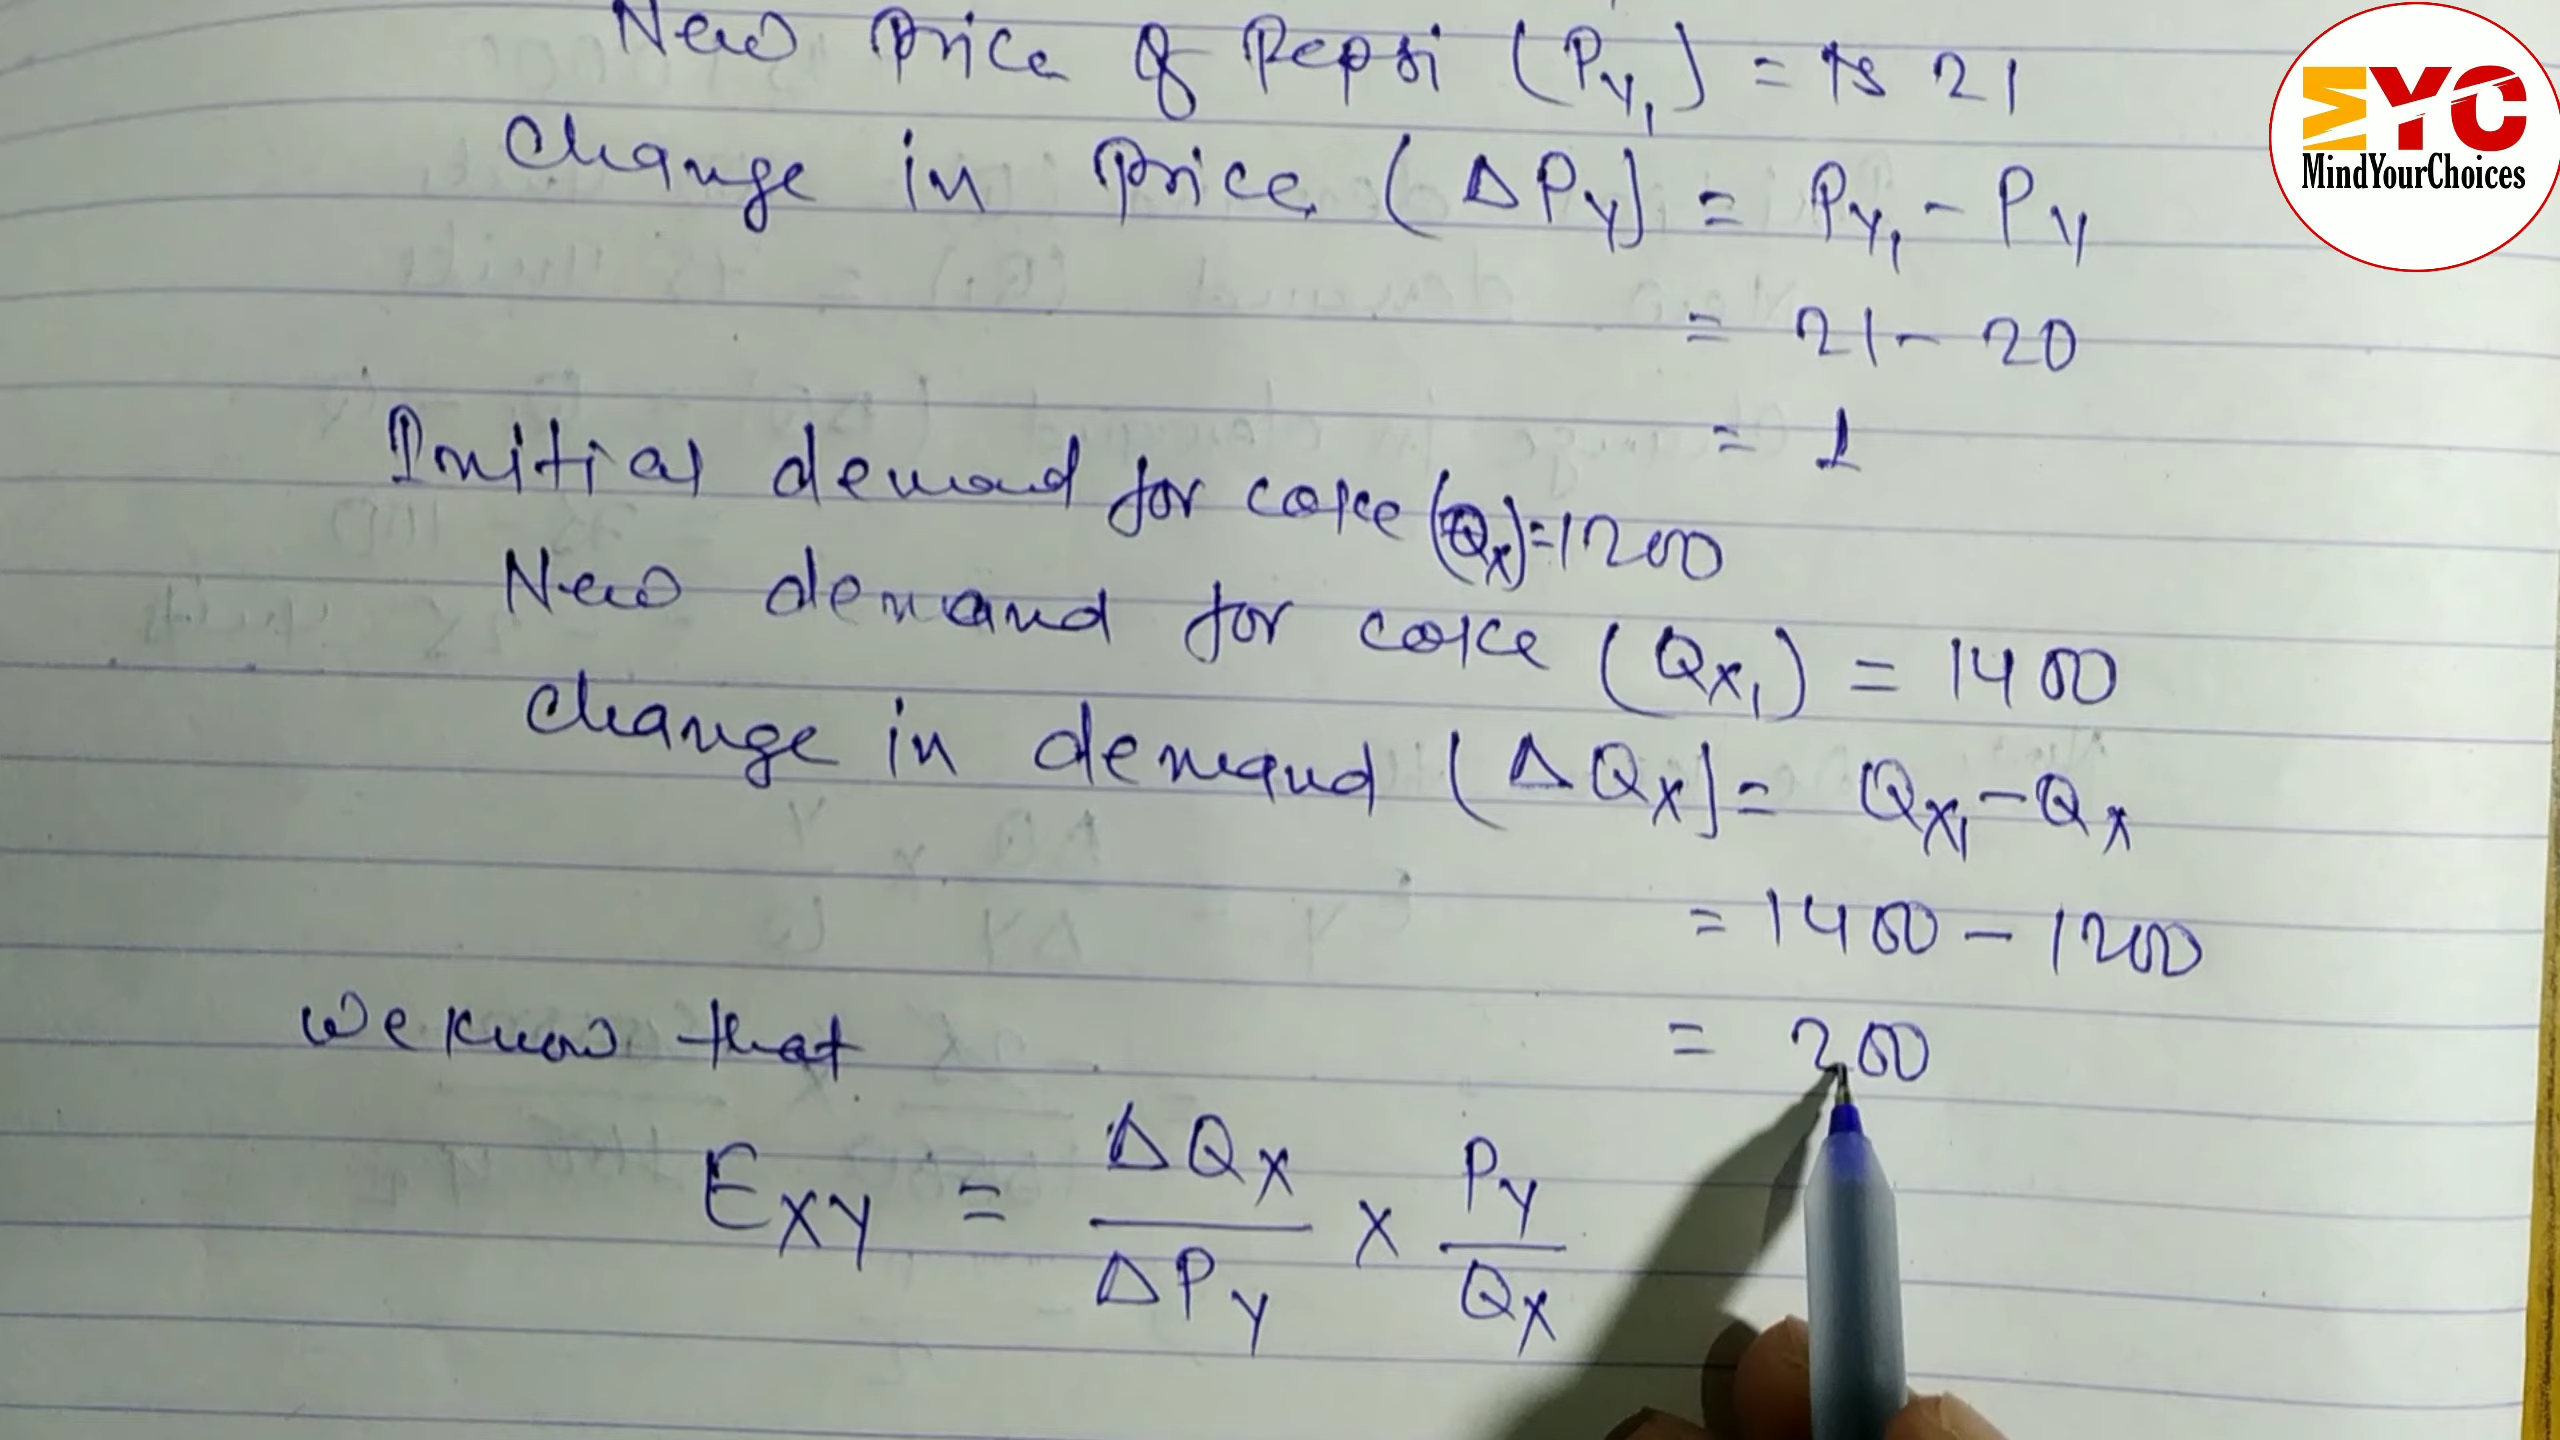 New Price of Pepsi (PY1) = Rs 21
Change in Price (ΔPY) = PY1 - PY
= 21 - 20
= 1
Initial demand for coke (QX) = 1200
New demand for coke (QX1) = 1400
Change in demand (ΔQX) = QX1 - QX
= 1400 - 1200
= 200
We know that
EXY = ΔQX/ΔPY × PY/QX
MYC
MindYourChoices